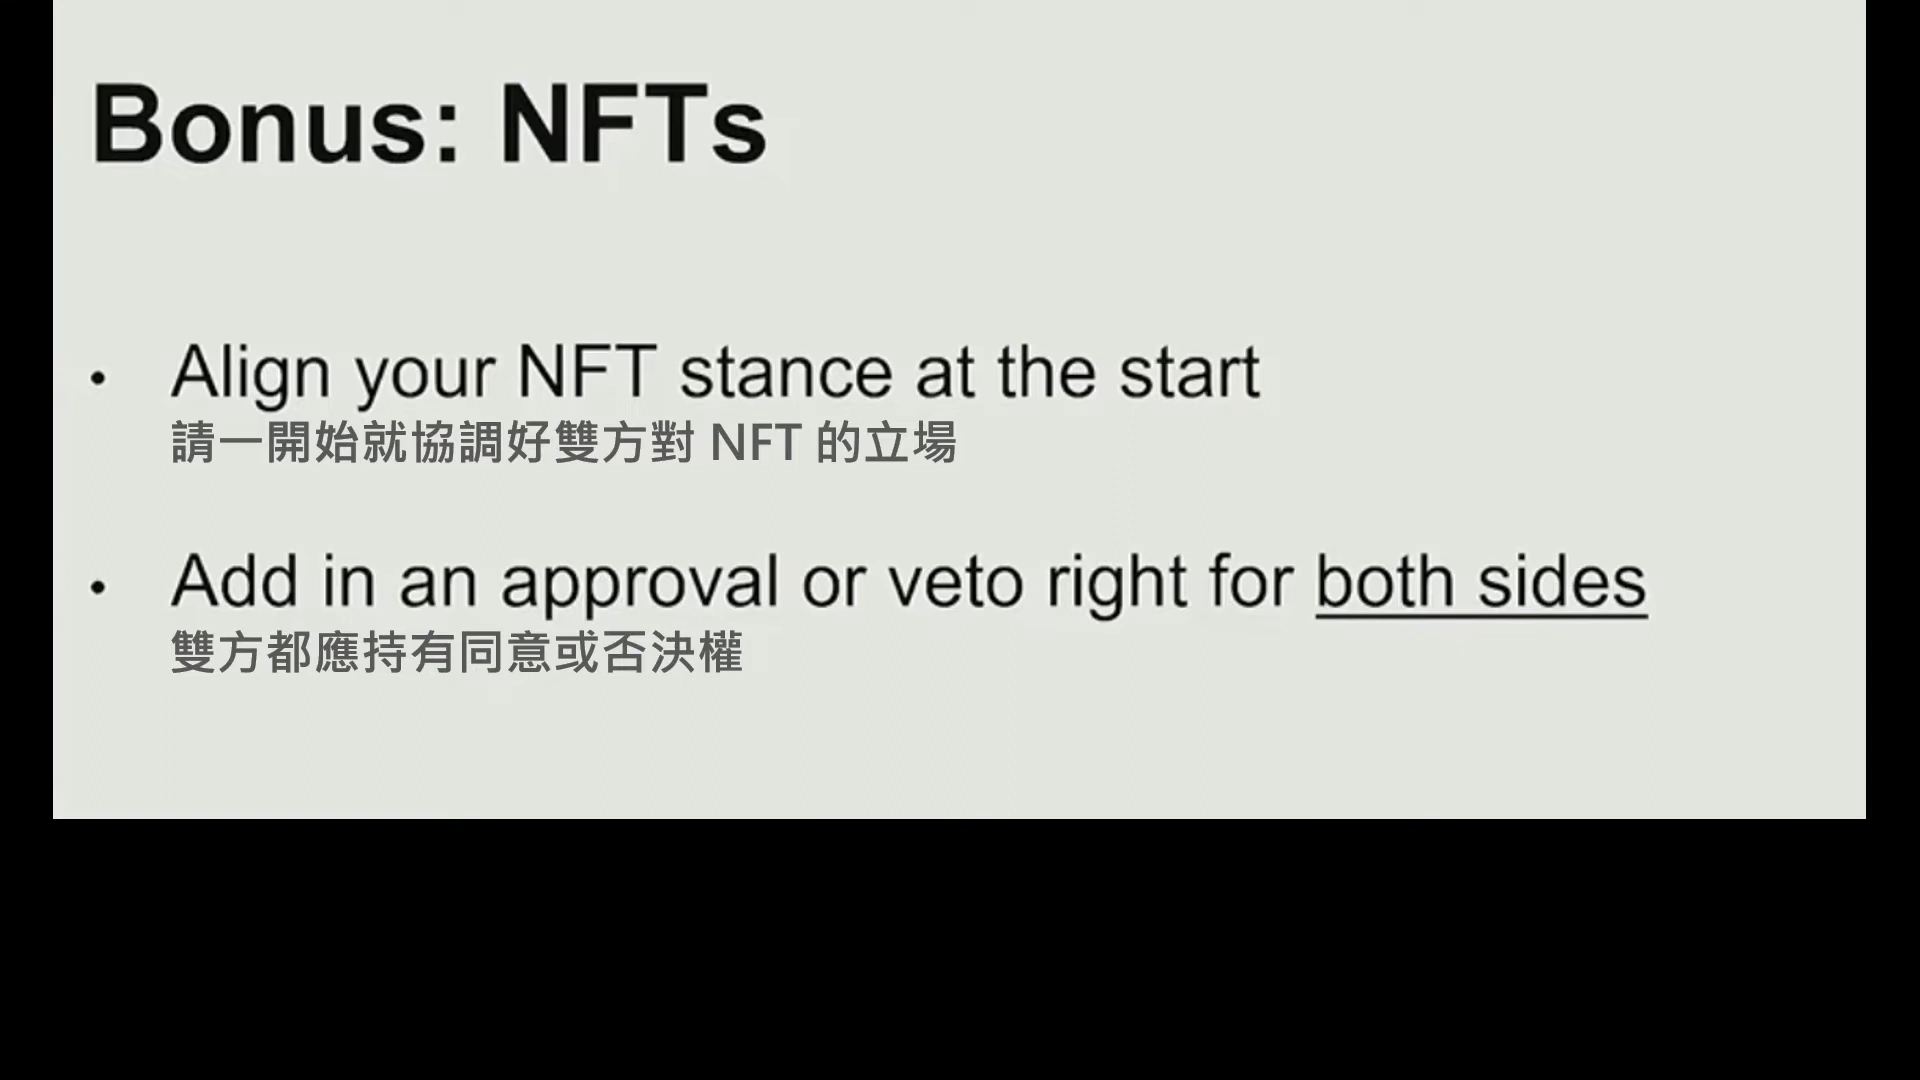 Bonus: NFTs
• Align your NFT stance at the start
請一開始就協調好雙方對 NFT 的立場
• Add in an approval or veto right for both sides
雙方都應持有同意或否決權